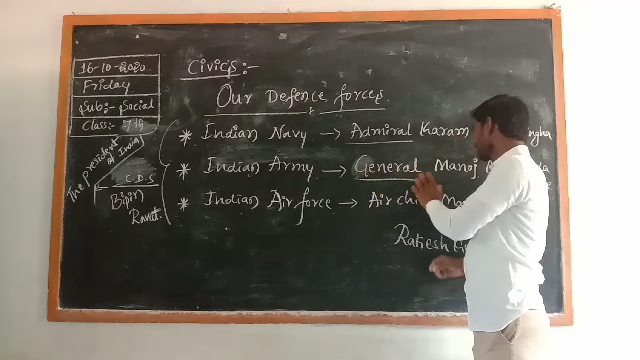 16-10-2020
Friday
Sub:- Social
Class:- 7th
The president of India
C.D.S
Bipin
Rawat.
Civics:-
Our Defence forces
* Indian Navy → Admiral Karam
* Indian Army → General Manoj
* Indian Air force → Air
Rakesh